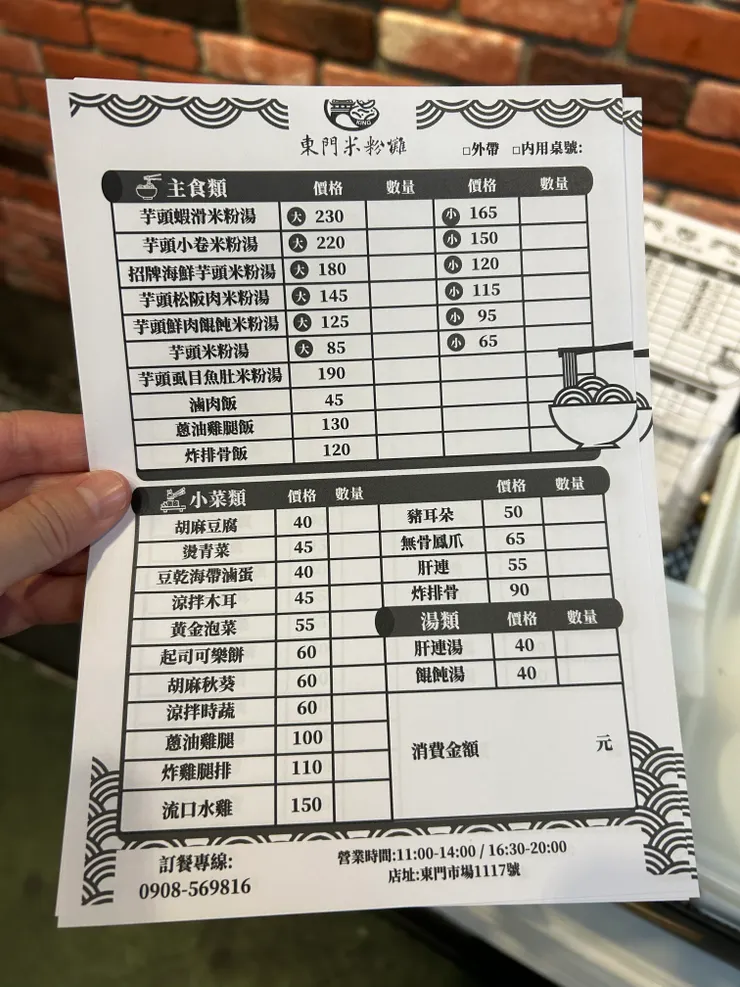 KING
東門米粉攤
□外帶 □內用桌號:
主食類 價格 數量 價格 數量
芋頭蝦滑米粉湯 大 230 小 165
芋頭小卷米粉湯 大 220 小 150
招牌海鮮芋頭米粉湯 大 180 小 120
芋頭松阪肉米粉湯 大 145 小 115
芋頭鮮肉餛飩米粉湯 大 125 小 95
芋頭米粉湯 大 85 小 65
芋頭虱目魚肚米粉湯 190
滷肉飯 45
蔥油雞腿飯 130
炸排骨飯 120
小菜類 價格 數量 價格 數量
胡麻豆腐 40 豬耳朵 50
燙青菜 45 無骨鳳爪 65
豆乾海帶滷蛋 40 肝連 55
涼拌木耳 45 炸排骨 90
黃金泡菜 55
起司可樂餅 60
胡麻秋葵 60
涼拌時蔬 60
蔥油雞腿 100
炸雞腿排 110
流口水雞 150
湯類 價格 數量
肝連湯 40
餛飩湯 40
消費金額 元
訂餐專線:
0908-569816
營業時間:11:00-14:00 / 16:30-20:00
店址:東門市場1117號